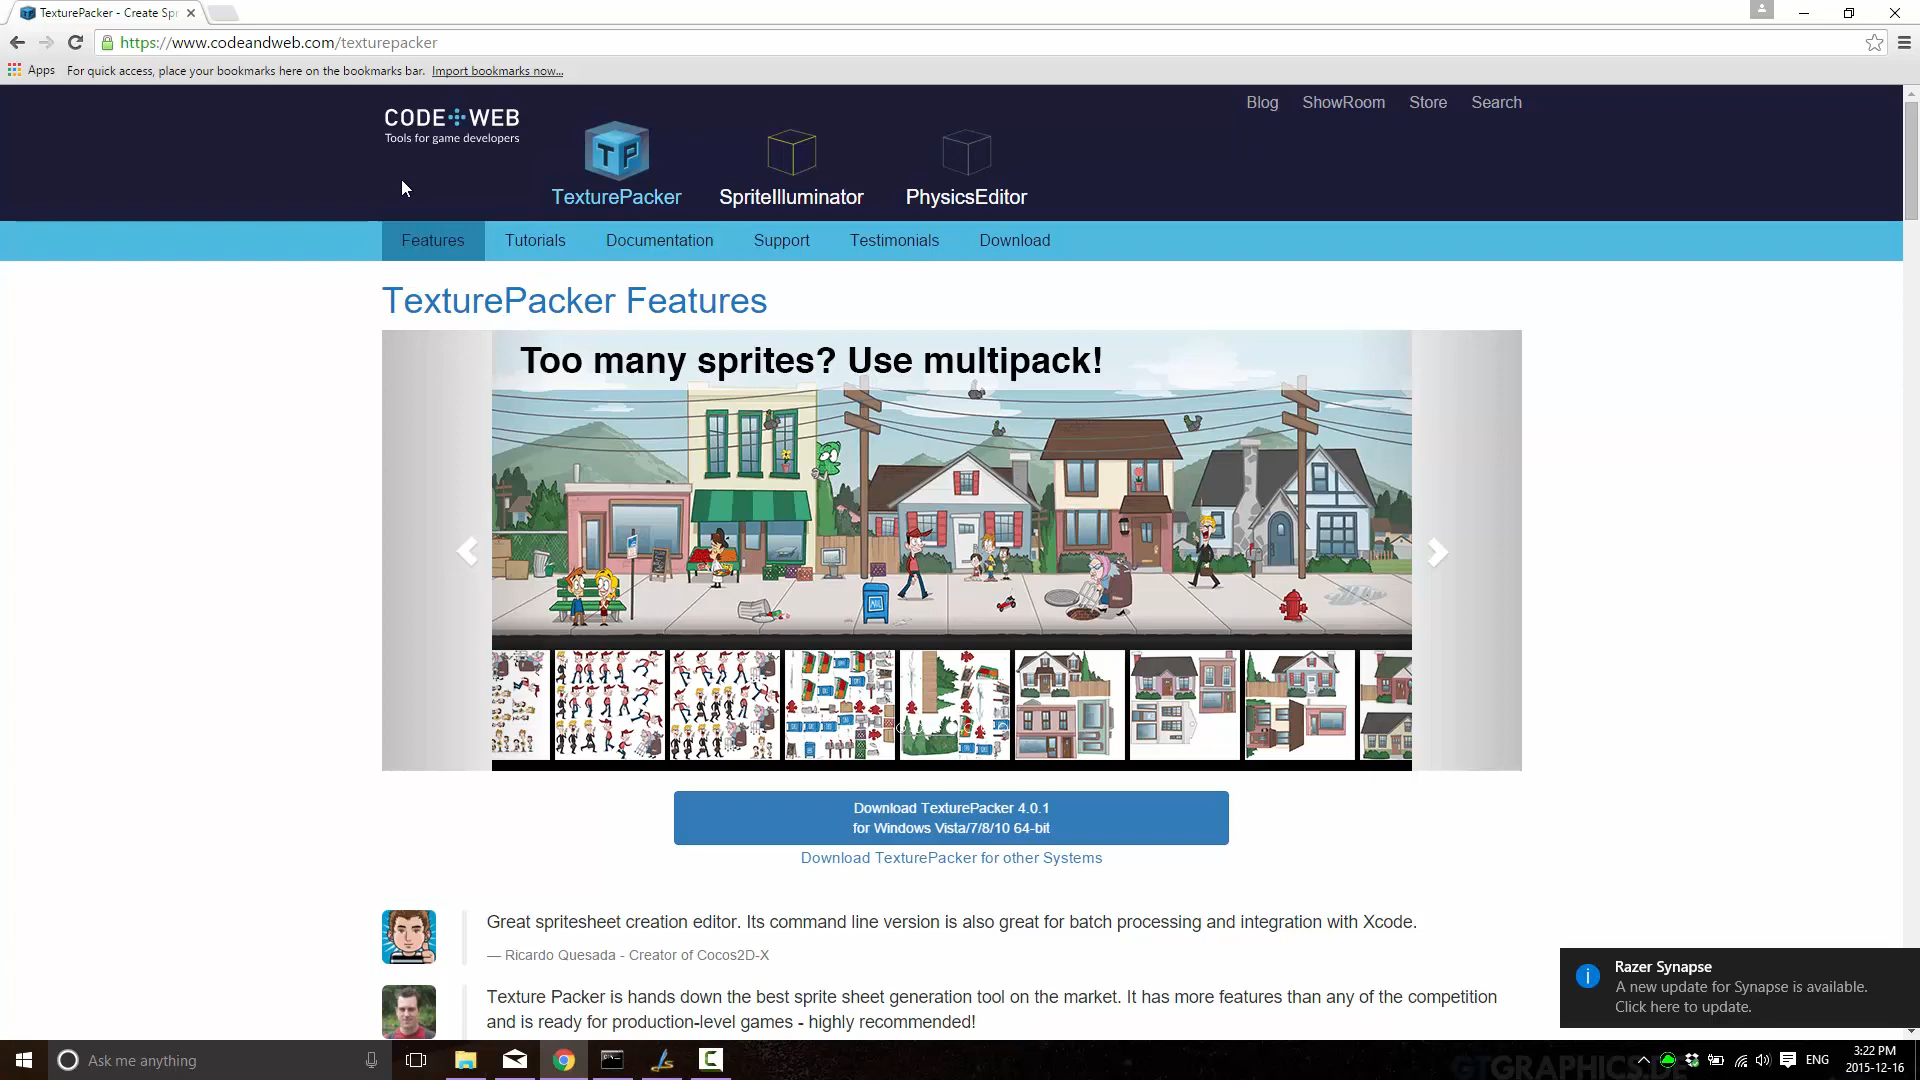 TexturePacker - Create Spr
https://www.codeandweb.com/texturepacker
Apps For quick access, place your bookmarks here on the bookmarks bar. Import bookmarks now...
CODE WEB
Tools for game developers
Blog ShowRoom Store Search
TP
TexturePacker SpriteIlluminator PhysicsEditor
Features Tutorials Documentation Support Testimonials Download
TexturePacker Features
Too many sprites? Use multipack!
Download TexturePacker 4.0.1
for Windows Vista/7/8/10 64-bit
Download TexturePacker for other Systems
Great spritesheet creation editor. Its command line version is also great for batch processing and integration with Xcode.
— Ricardo Quesada - Creator of Cocos2D-X
Texture Packer is hands down the best sprite sheet generation tool on the market. It has more features than any of the competition
and is ready for production-level games - highly recommended!
Razer Synapse
A new update for Synapse is available.
Click here to update.
Ask me anything
ENG
3:22 PM
2015-12-16